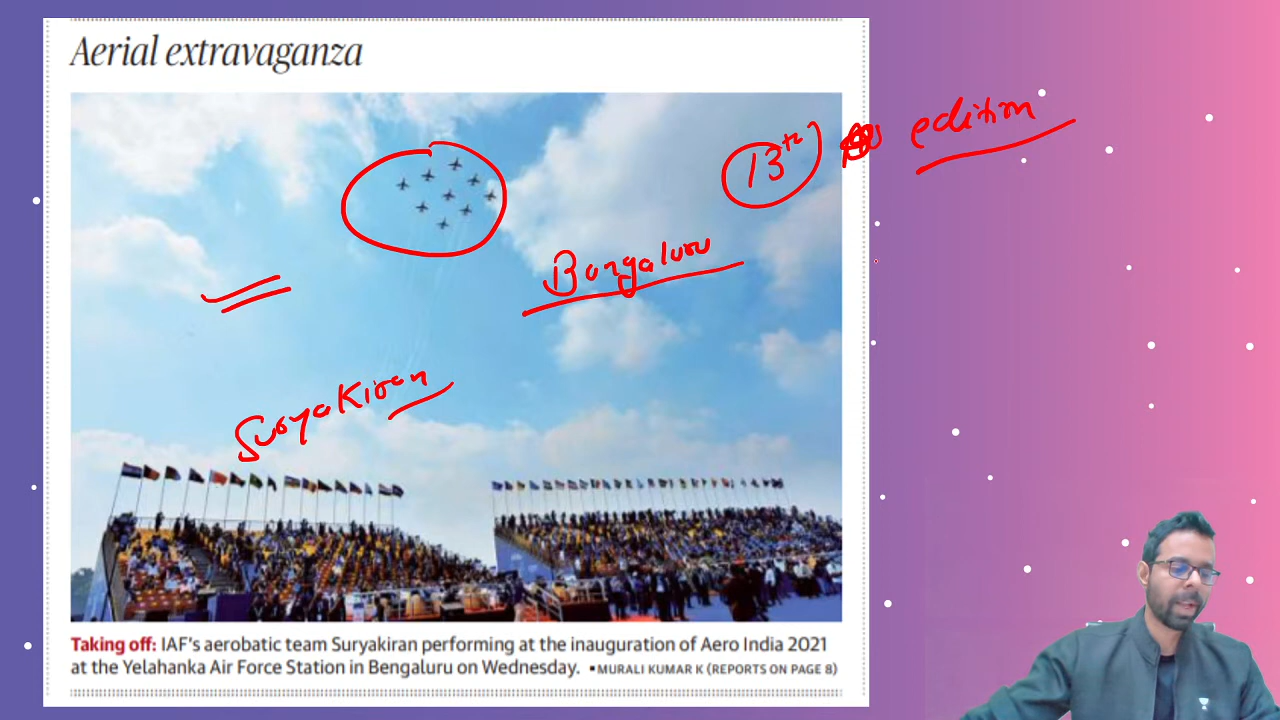 Aerial extravaganza
13th edition
Bengaluru
Suryakiran
Taking off: IAF's aerobatic team Suryakiran performing at the inauguration of Aero India 2021
at the Yelahanka Air Force Station in Bengaluru on Wednesday. ▪MURALI KUMAR K (REPORTS ON PAGE 8)